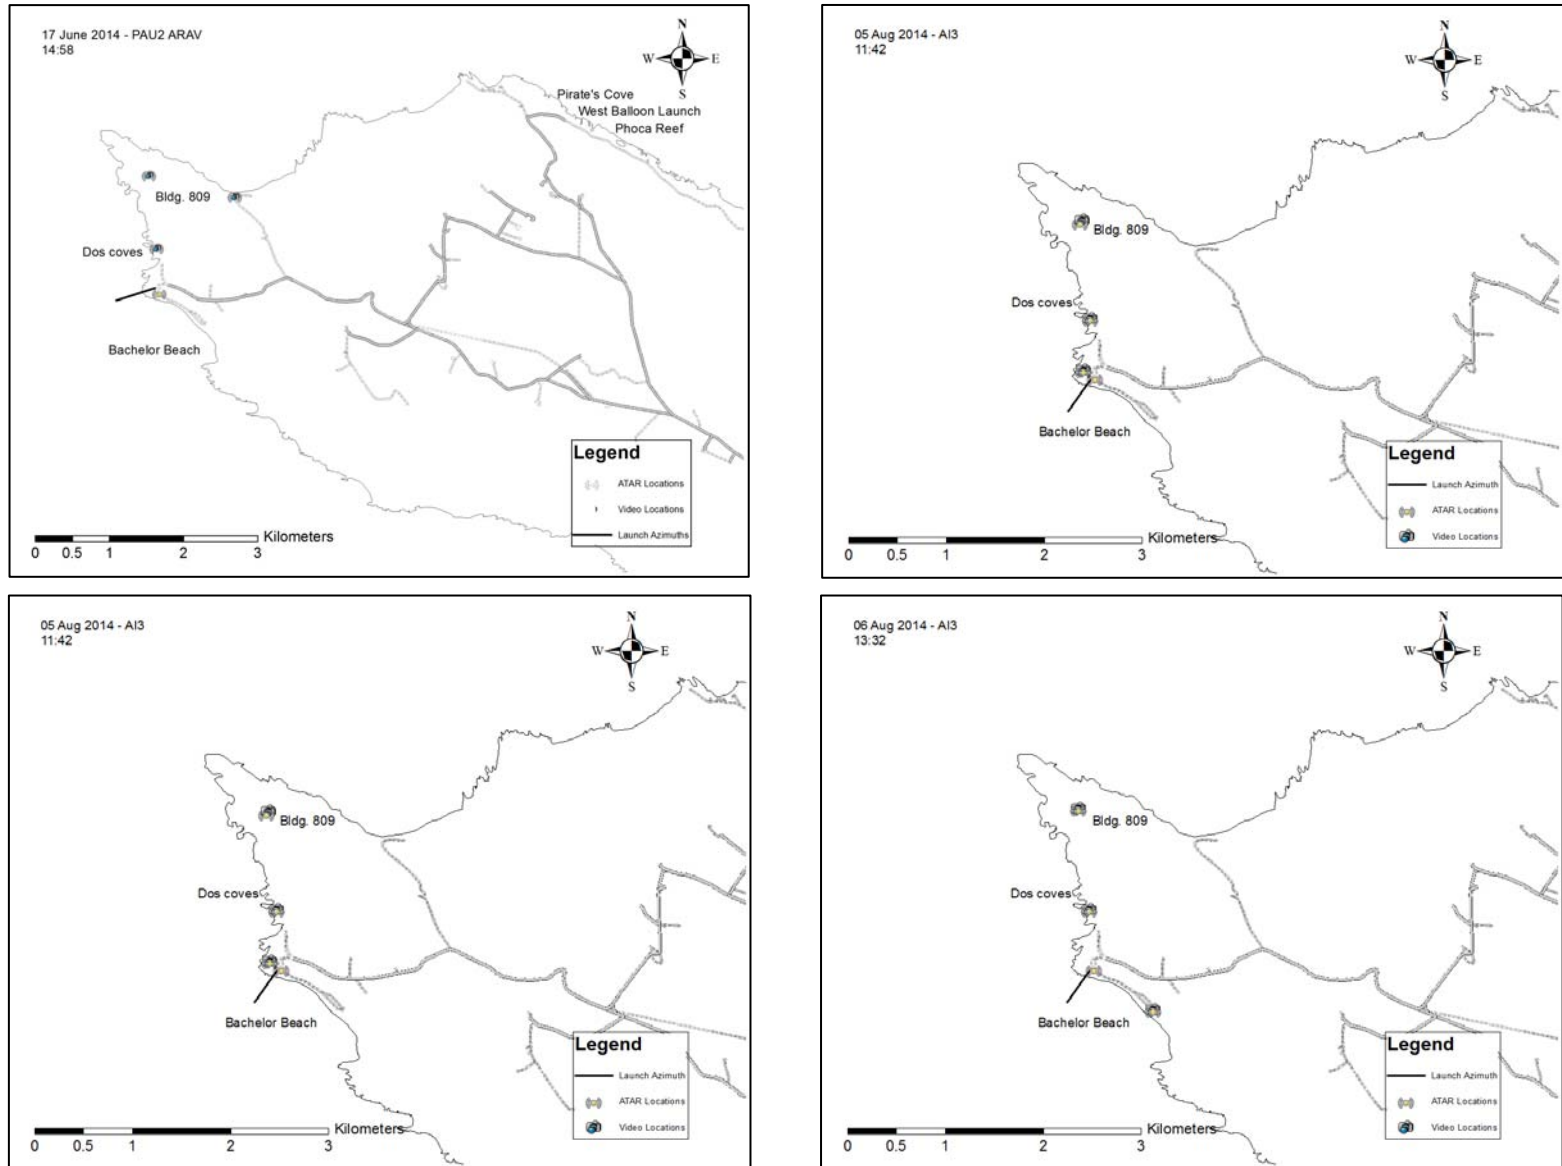 17 June 2014 - PAU2 ARAV
14:58
N
W E
S
Pirate's Cove
West Balloon Launch
Phoca Reef
Bldg. 809
Dos coves
Bachelor Beach
Legend
ATAR Locations
Video Locations
Launch Azimuths
Kilometers
0 0.5 1 2 3
05 Aug 2014 - AI3
11:42
N
W E
S
Bldg. 809
Dos coves
Bachelor Beach
Legend
Launch Azimuth
ATAR Locations
Video Locations
Kilometers
0 0.5 1 2 3
05 Aug 2014 - AI3
11:42
N
W E
S
Bldg. 809
Dos coves
Bachelor Beach
Legend
Launch Azimuth
ATAR Locations
Video Locations
Kilometers
0 0.5 1 2 3
06 Aug 2014 - AI3
13:32
N
W E
S
Bldg. 809
Dos coves
Bachelor Beach
Legend
Launch Azimuth
ATAR Locations
Video Locations
Kilometers
0 0.5 1 2 3